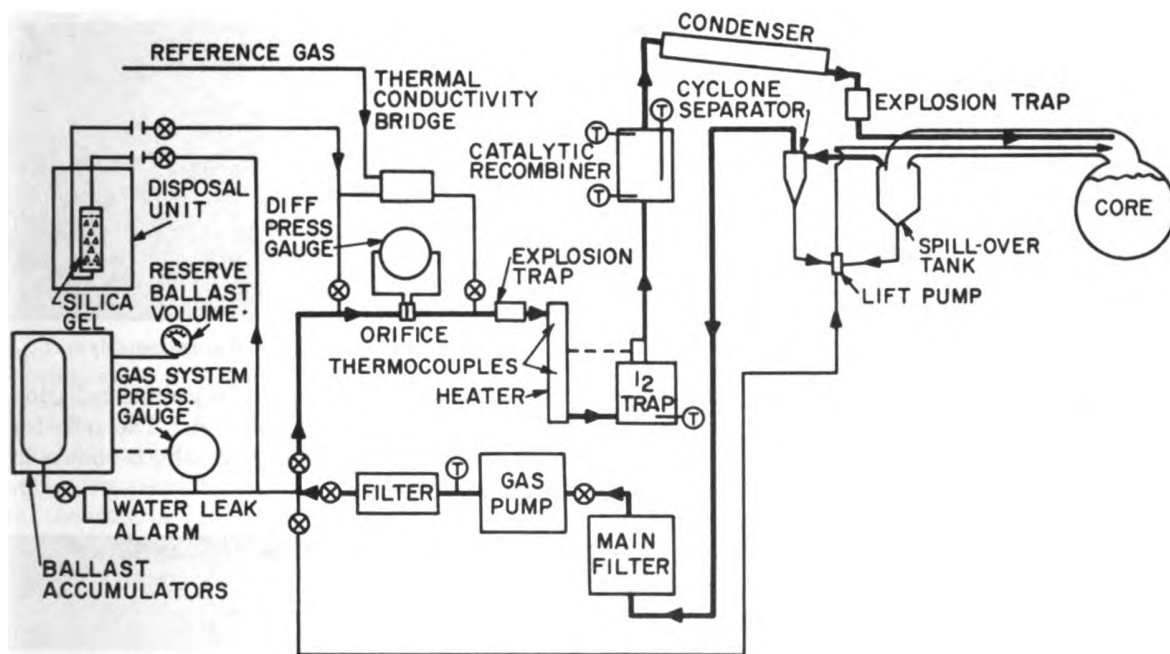 CONDENSER
REFERENCE GAS
THERMAL
CONDUCTIVITY
BRIDGE
CYCLONE
SEPARATOR
EXPLOSION TRAP
T
T
CATALYTIC
RECOMBINER
T
DISPOSAL
UNIT
DIFF
PRESS
GAUGE
EXPLOSION
TRAP
CORE
SPILL-OVER
TANK
LIFT PUMP
SILICA
GEL
RESERVE
BALLAST
VOLUME
ORIFICE
THERMOCOUPLES
HEATER
I2
TRAP
T
GAS SYSTEM
PRESS.
GAUGE
T
FILTER
GAS
PUMP
WATER LEAK
ALARM
MAIN
FILTER
BALLAST
ACCUMULATORS